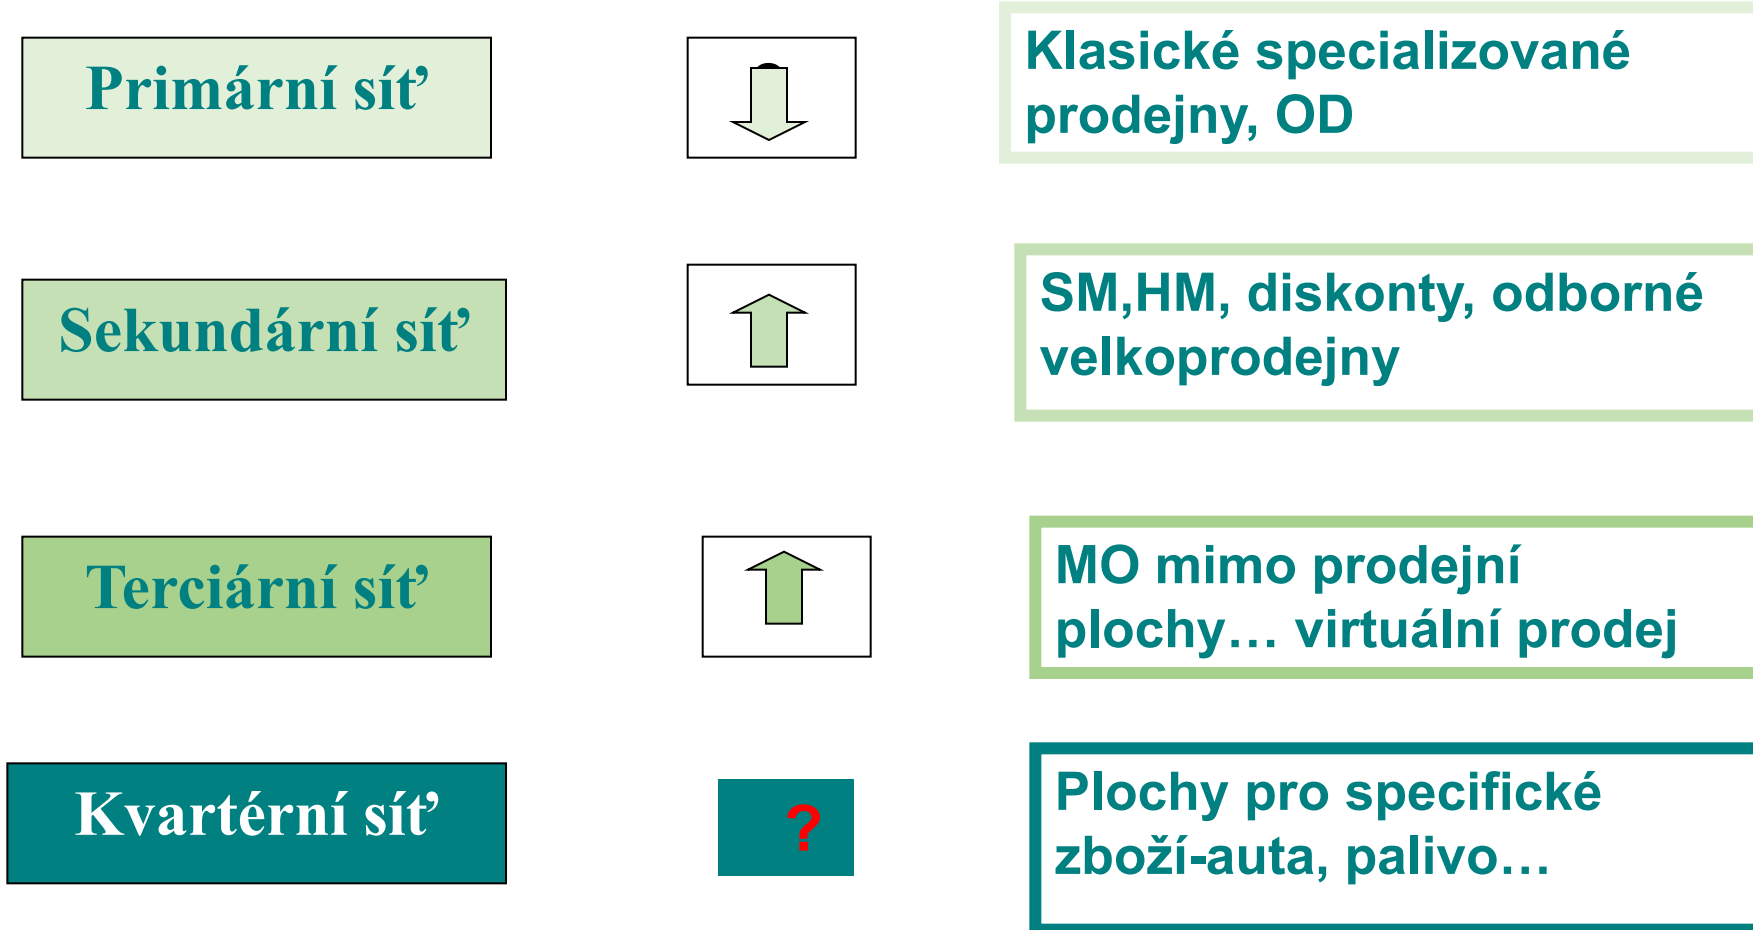 Primární síť
Klasické specializované
prodejny, OD
Sekundární síť
SM,HM, diskonty, odborné
velkoprodejny
Terciární síť
MO mimo prodejní
plochy… virtuální prodej
Kvartérní síť
?
Plochy pro specifické
zboží-auta, palivo…